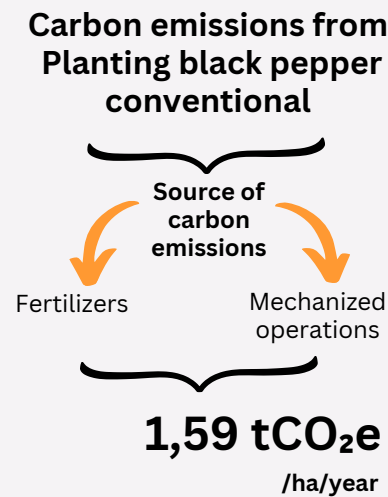 Carbon emissions from
Planting black pepper
conventional
Source of
carbon
emissions
Fertilizers
Mechanized
operations
1,59 tCO₂e
/ha/year